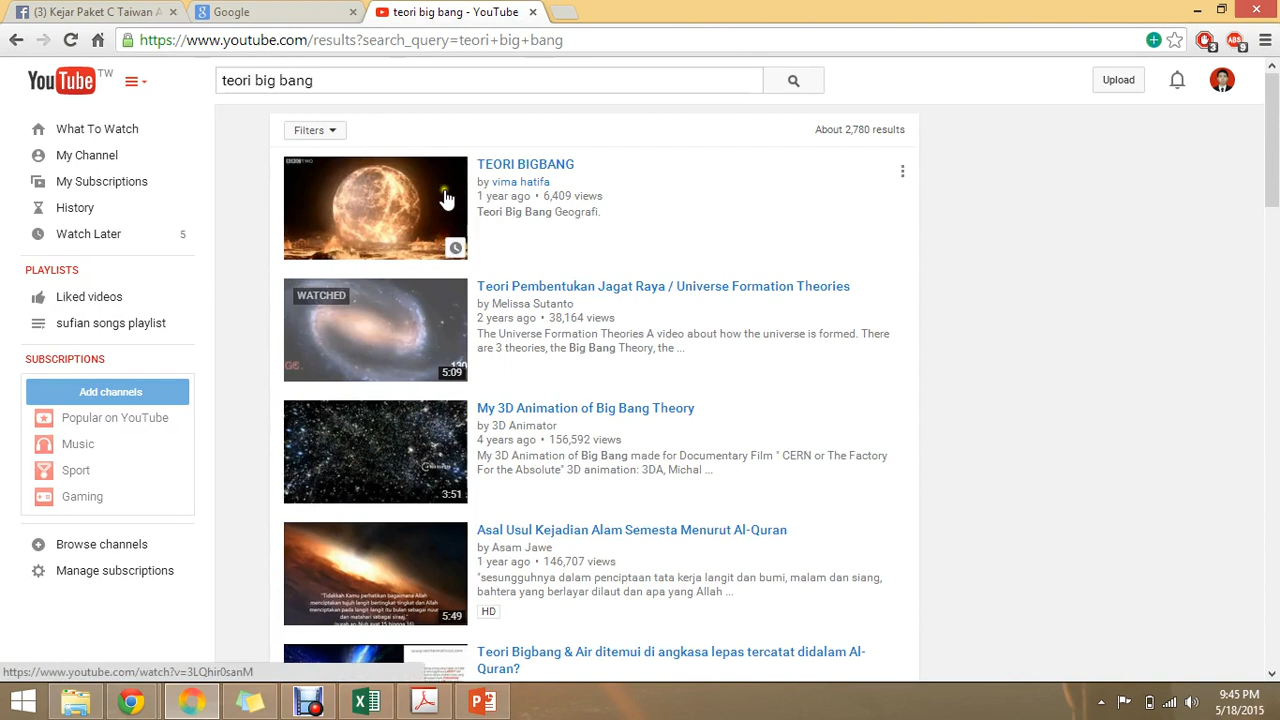 (3) Kejar Paket C Taiwan A
Google
teori big bang - YouTube
https://www.youtube.com/results?search_query=teori+big+bang
3
9
YouTube TW
teori big bang
Upload
What To Watch
My Channel
My Subscriptions
History
Watch Later 5
PLAYLISTS
Liked videos
sufian songs playlist
SUBSCRIPTIONS
Add channels
Popular on YouTube
Music
Sport
Gaming
Browse channels
Manage subscriptions
Filters
About 2,780 results
BBC TWO
TEORI BIGBANG
by vima hatifa
1 year ago • 6,409 views
Teori Big Bang Geografi.
WATCHED
5:09
Teori Pembentukan Jagat Raya / Universe Formation Theories
by Melissa Sutanto
2 years ago • 38,164 views
The Universe Formation Theories A video about how the universe is formed. There
are 3 theories, the Big Bang Theory, the ...
3:51
My 3D Animation of Big Bang Theory
by 3D Animator
4 years ago • 156,592 views
My 3D Animation of Big Bang made for Documentary Film " CERN or The Factory
For the Absolute" 3D animation: 3DA, Michal ...
5:49
Asal Usul Kejadian Alam Semesta Menurut Al-Quran
by Asam Jawe
1 year ago • 146,707 views
"sesungguhnya dalam penciptaan tata kerja langit dan bumi, malam dan siang,
bahtera yang berlayar dilaut dan apa yang Allah ...
HD
Teori Bigbang & Air ditemui di angkasa lepas tercatat didalam Al-
Quran?
https://www.youtube.com/watch?v=3LQhir0sanM
9:45 PM
5/18/2015